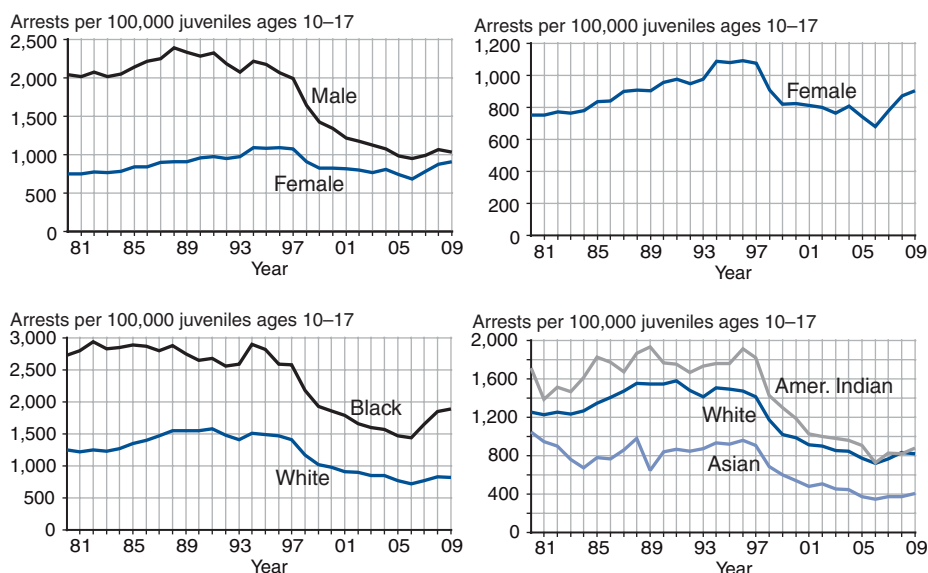 Arrests per 100,000 juveniles ages 10–17
2,500
2,000
1,500
1,000
500
0
Male
Female
81 85 89 93 97 01 05 09
Year
Arrests per 100,000 juveniles ages 10–17
1,200
1,000
800
600
400
200
0
Female
81 85 89 93 97 01 05 09
Year
Arrests per 100,000 juveniles ages 10–17
3,000
2,500
2,000
1,500
1,000
500
0
Black
White
81 85 89 93 97 01 05 09
Year
Arrests per 100,000 juveniles ages 10–17
2,000
1,600
1,200
800
400
0
Amer. Indian
White
Asian
81 85 89 93 97 01 05 09
Year